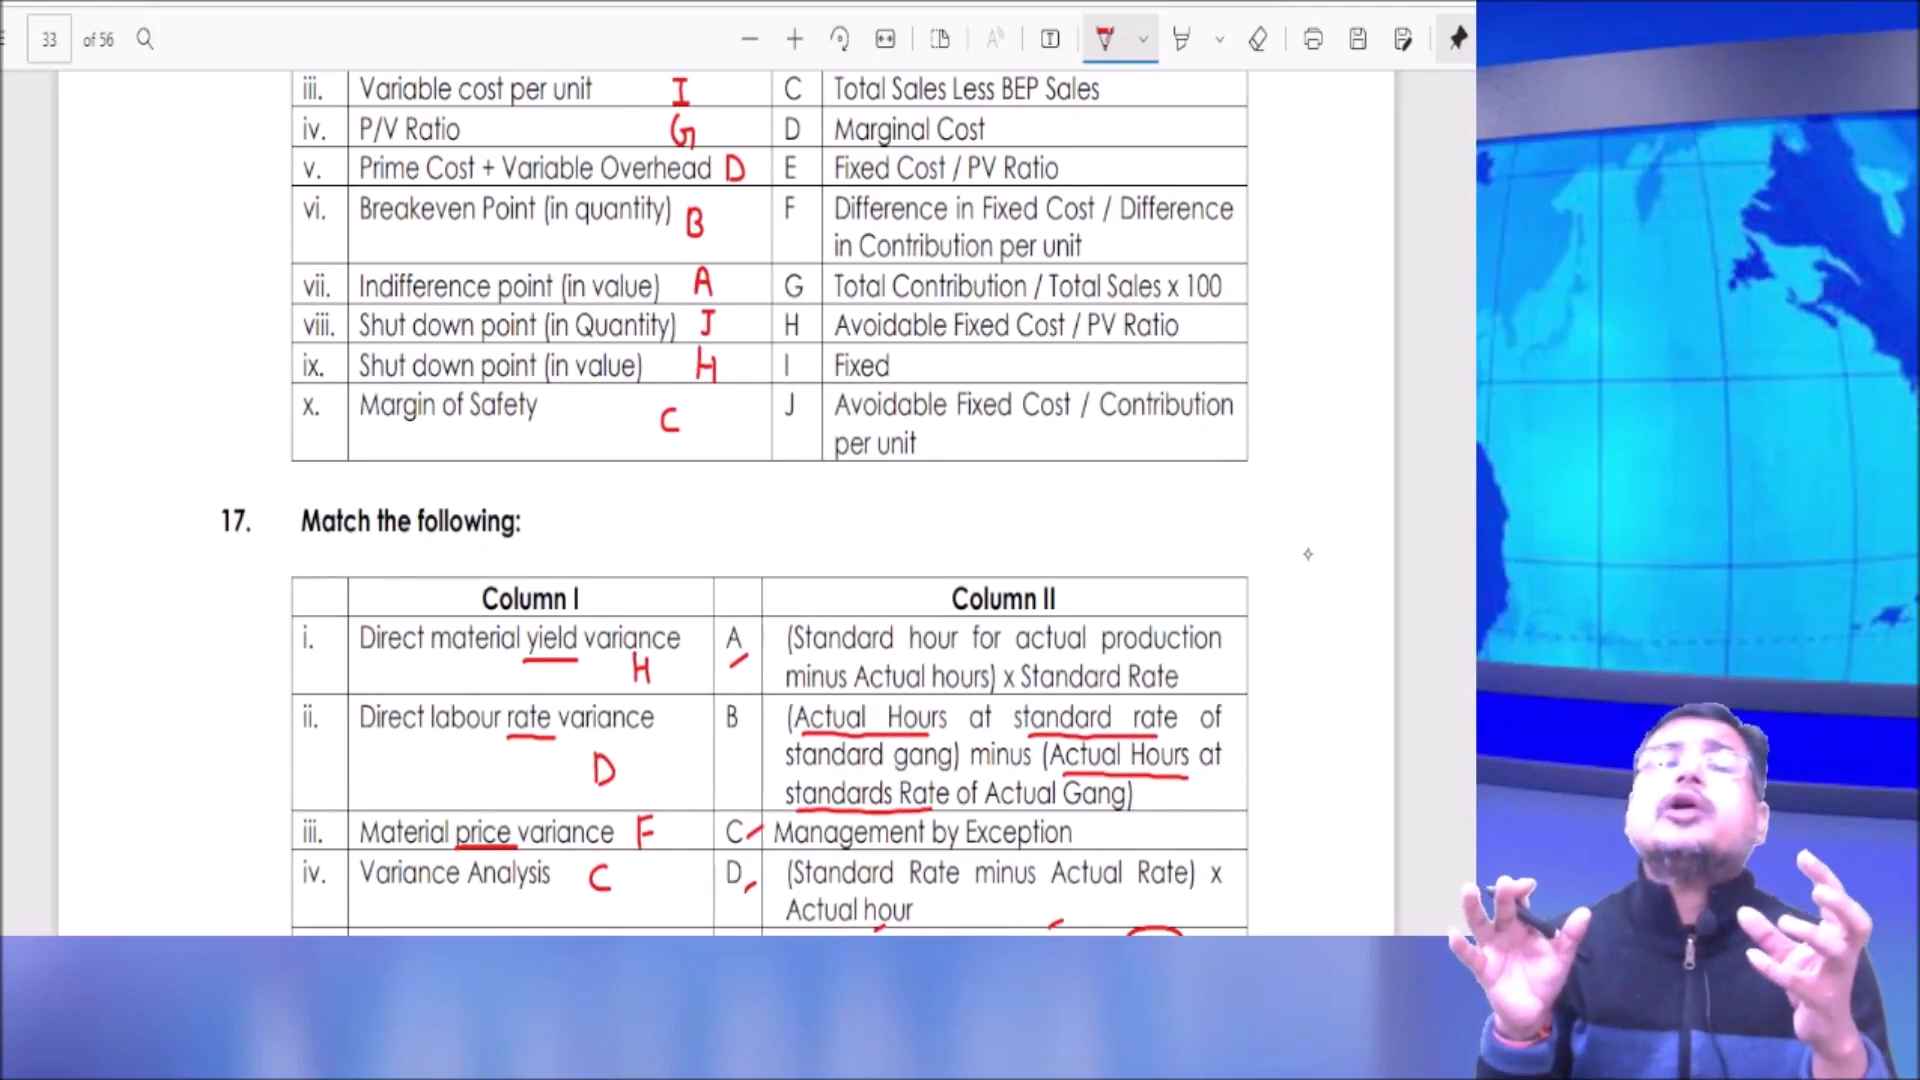 33 of 56
iii. Variable cost per unit I C Total Sales Less BEP Sales
iv. P/V Ratio G D Marginal Cost
v. Prime Cost + Variable Overhead D E Fixed Cost / PV Ratio
vi. Breakeven Point (in quantity) B F Difference in Fixed Cost / Difference
in Contribution per unit
vii. Indifference point (in value) A G Total Contribution / Total Sales x 100
viii. Shut down point (in Quantity) J H Avoidable Fixed Cost / PV Ratio
ix. Shut down point (in value) H I Fixed
x. Margin of Safety C J Avoidable Fixed Cost / Contribution
per unit
17. Match the following:
Column I Column II
i. Direct material yield variance H A (Standard hour for actual production
minus Actual hours) x Standard Rate
ii. Direct labour rate variance D B (Actual Hours at standard rate of
standard gang) minus (Actual Hours at
standards Rate of Actual Gang)
iii. Material price variance F C Management by Exception
iv. Variance Analysis C D (Standard Rate minus Actual Rate) x
Actual hour